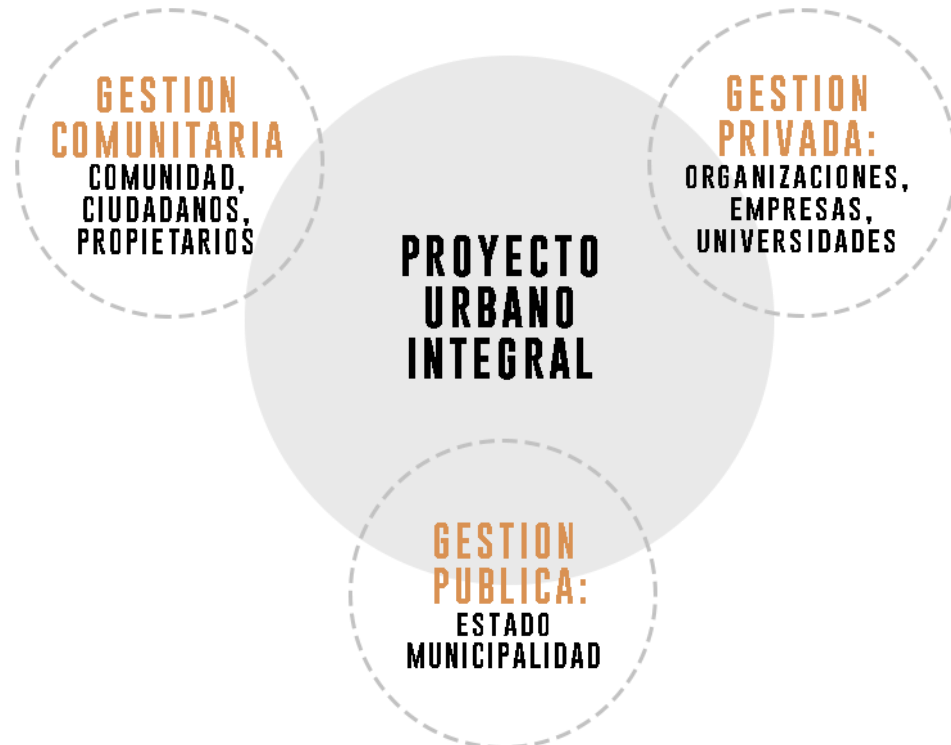 GESTION
COMUNITARIA
COMUNIDAD,
CIUDADANOS,
PROPIETARIOS
GESTION
PRIVADA:
ORGANIZACIONES,
EMPRESAS,
UNIVERSIDADES
PROYECTO
URBANO
INTEGRAL
GESTION
PUBLICA:
ESTADO
MUNICIPALIDAD